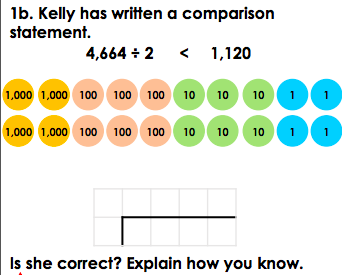 1b. Kelly has written a comparison
statement.
4,664 ÷ 2 < 1,120
1,000 1,000 100 100 100 10 10 10 1 1
1,000 1,000 100 100 100 10 10 10 1 1
Is she correct? Explain how you know.